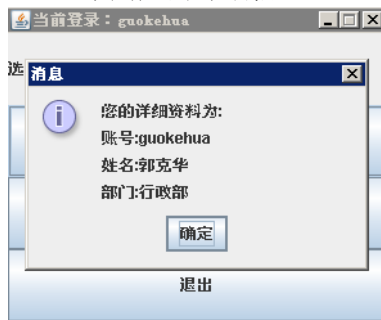 当前登录：guokehua
选
消息
您的详细资料为:
账号:guokehua
姓名:郭克华
部门:行政部
确定
退出